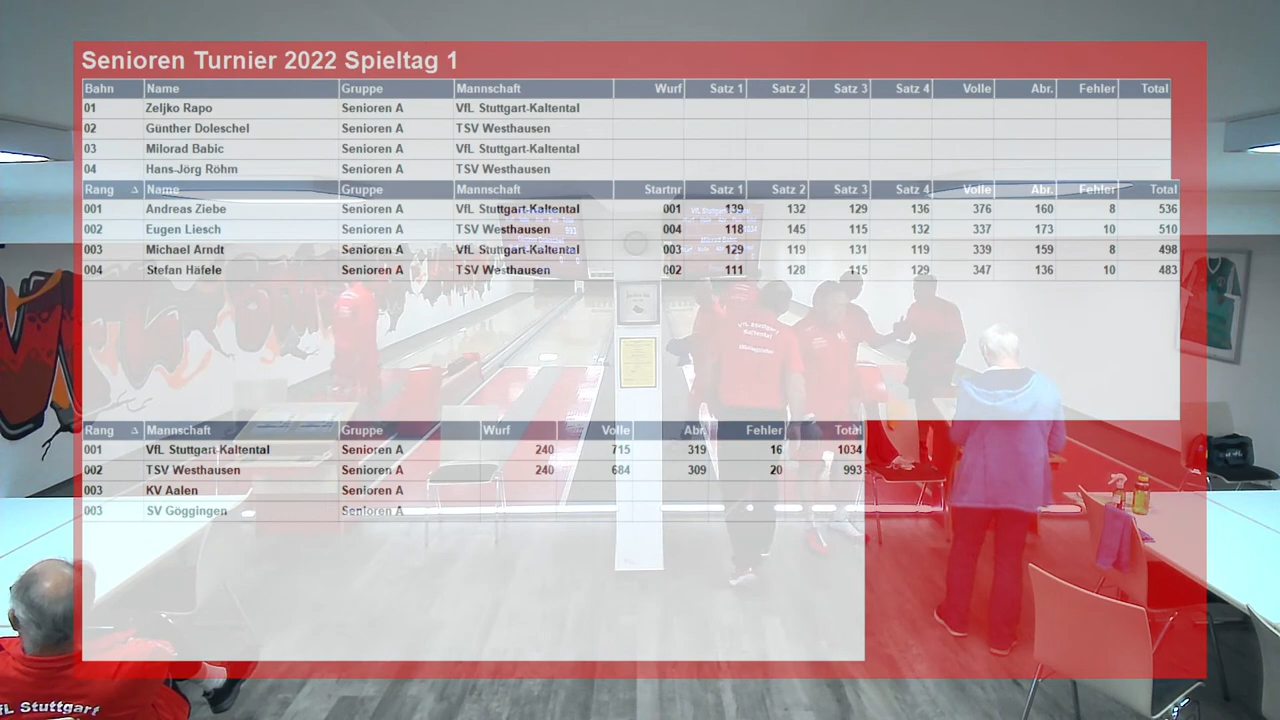 Senioren Turnier 2022 Spieltag 1
Bahn Name Gruppe Mannschaft Wurf Satz 1 Satz 2 Satz 3 Satz 4 Volle Abr. Fehler Total
01 Zeljko Rapo Senioren A VfL Stuttgart-Kaltental
02 Günther Doleschel Senioren A TSV Westhausen
03 Milorad Babic Senioren A VfL Stuttgart-Kaltental
04 Hans-Jörg Röhm Senioren A TSV Westhausen
Rang Name Gruppe Mannschaft Startnr Satz 1 Satz 2 Satz 3 Satz 4 Volle Abr. Fehler Total
001 Andreas Ziebe Senioren A VfL Stuttgart-Kaltental 001 139 132 129 136 376 160 8 536
002 Eugen Liesch Senioren A TSV Westhausen 004 118 145 115 132 337 173 10 510
003 Michael Arndt Senioren A VfL Stuttgart-Kaltental 003 129 119 131 119 339 159 8 498
004 Stefan Häfele Senioren A TSV Westhausen 002 111 128 115 129 347 136 10 483
VfL Stuttgart
Kaltental
Rang Mannschaft Gruppe Wurf Volle Abr. Fehler Total
001 VfL Stuttgart-Kaltental Senioren A 240 715 319 16 1034
002 TSV Westhausen Senioren A 240 684 309 20 993
003 KV Aalen Senioren A
003 SV Göggingen Senioren A
fL Stuttgart